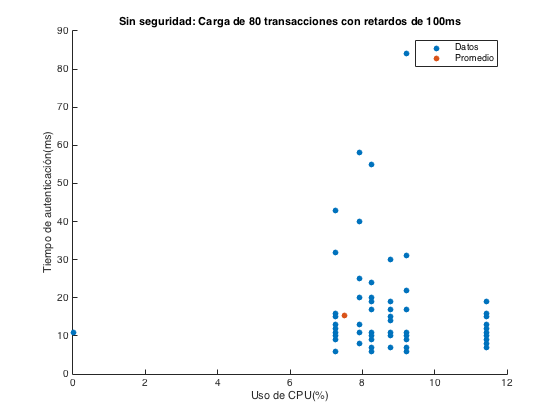 Sin seguridad: Carga de 80 transacciones con retardos de 100ms
90
80
70
60
50
40
30
20
10
0
Tiempo de autenticación(ms)
Datos
Promedio
0 2 4 6 8 10 12
Uso de CPU(%)